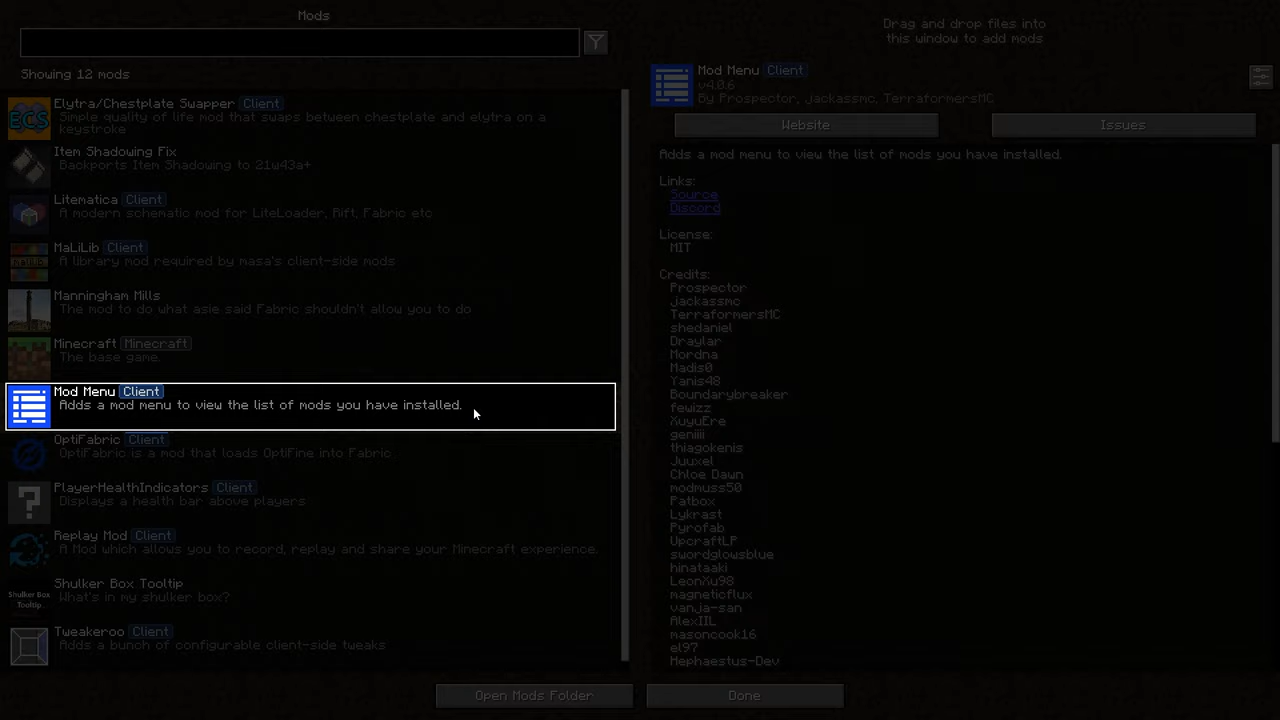 Mods
Showing 12 mods
Elytra/Chestplate Swapper Client
Simple quality of life mod that swaps between chestplate and elytra on a
keystroke
Item Shadowing Fix
Backports Item Shadowing to 21w43a+
Litematica Client
A modern schematic mod for LiteLoader, Rift, Fabric etc
MaLiLib Client
A library mod required by masa's client-side mods
Manningham Mills
The mod to do what asie said Fabric shouldn't allow you to do
Minecraft Minecraft
The base game.
Mod Menu Client
Adds a mod menu to view the list of mods you have installed.
OptiFabric Client
OptiFabric is a mod that loads OptiFine into Fabric.
PlayerHealthIndicators Client
Displays a health bar above players
Replay Mod Client
A Mod which allows you to record, replay and share your Minecraft experience.
Shulker Box Tooltip
What's in my shulker box?
Shulker Box
Tooltip
Tweakeroo Client
Adds a bunch of configurable client-side tweaks
Drag and drop files into
this window to add mods
Mod Menu Client
v4.0.6
By Prospector, jackassmc, TerraformersMC
Website
Issues
Adds a mod menu to view the list of mods you have installed.
Links:
Source
Discord
License:
MIT
Credits:
Prospector
jackassmc
TerraformersMC
shedaniel
Draylar
Mordna
Madis0
Yanis48
Boundarybreaker
fewizz
XuyuEre
geniiii
thiagokenis
Juuxel
Chloe Dawn
modmuss50
Patbox
Lykrast
Pyrofab
UpcraftLP
swordglowsblue
hinataaki
LeonXu98
magneticflux
vanja-san
AlexIIL
masoncook16
el97
Hephaestus-Dev
Open Mods Folder
Done